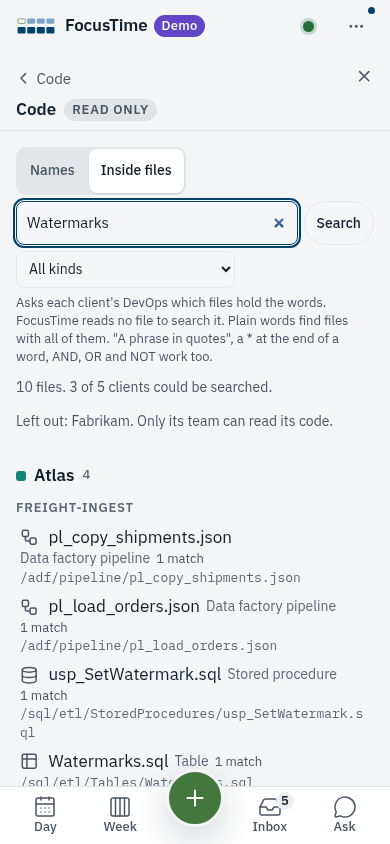 FocusTime Demo
Code
Code READ ONLY
Names Inside files
Watermarks Search
All kinds
Asks each client's DevOps which files hold the words.
FocusTime reads no file to search it. Plain words find files
with all of them. "A phrase in quotes", a * at the end of a
word, AND, OR and NOT work too.
10 files. 3 of 5 clients could be searched.
Left out: Fabrikam. Only its team can read its code.
Atlas 4
FREIGHT-INGEST
pl_copy_shipments.json
Data factory pipeline 1 match
/adf/pipeline/pl_copy_shipments.json
pl_load_orders.json Data factory pipeline
1 match
/adf/pipeline/pl_load_orders.json
usp_SetWatermark.sql Stored procedure
1 match
/sql/etl/StoredProcedures/usp_SetWatermark.s
ql
Watermarks.sql Table 1 match
/sql/etl/Tables/Watermarks.sql
5
Day Week Inbox Ask